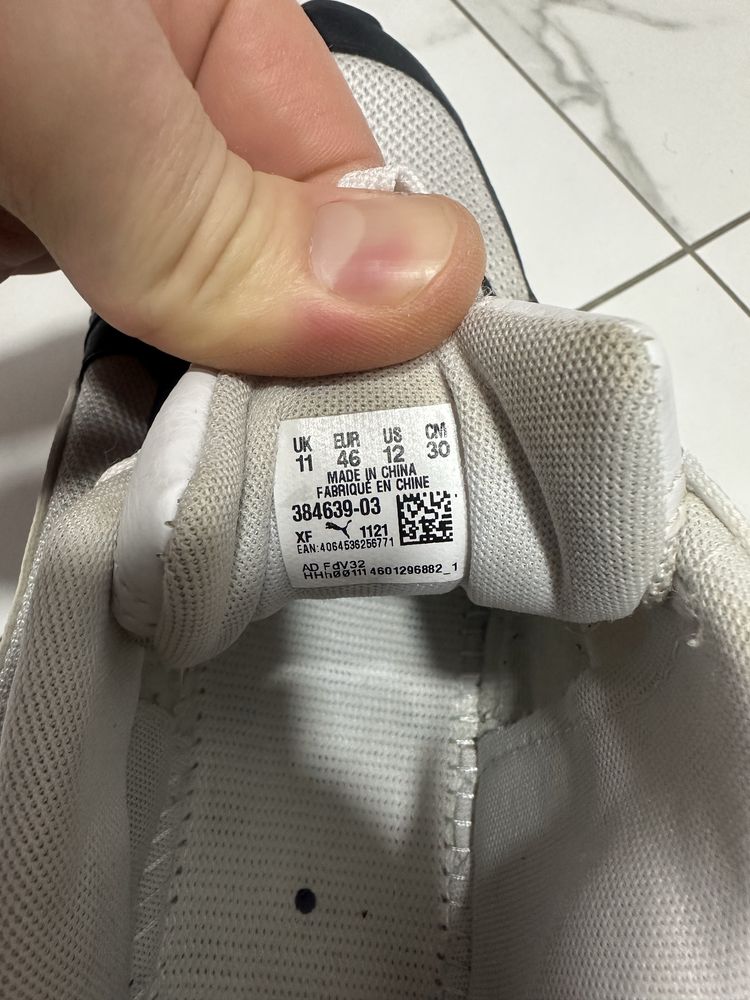 UK EUR US CM
11 46 12 30
MADE IN CHINA
FABRIQUÉ EN CHINE
384639-03
XF 1121
EAN:4064536256771
AD FdV32
4601296882_1